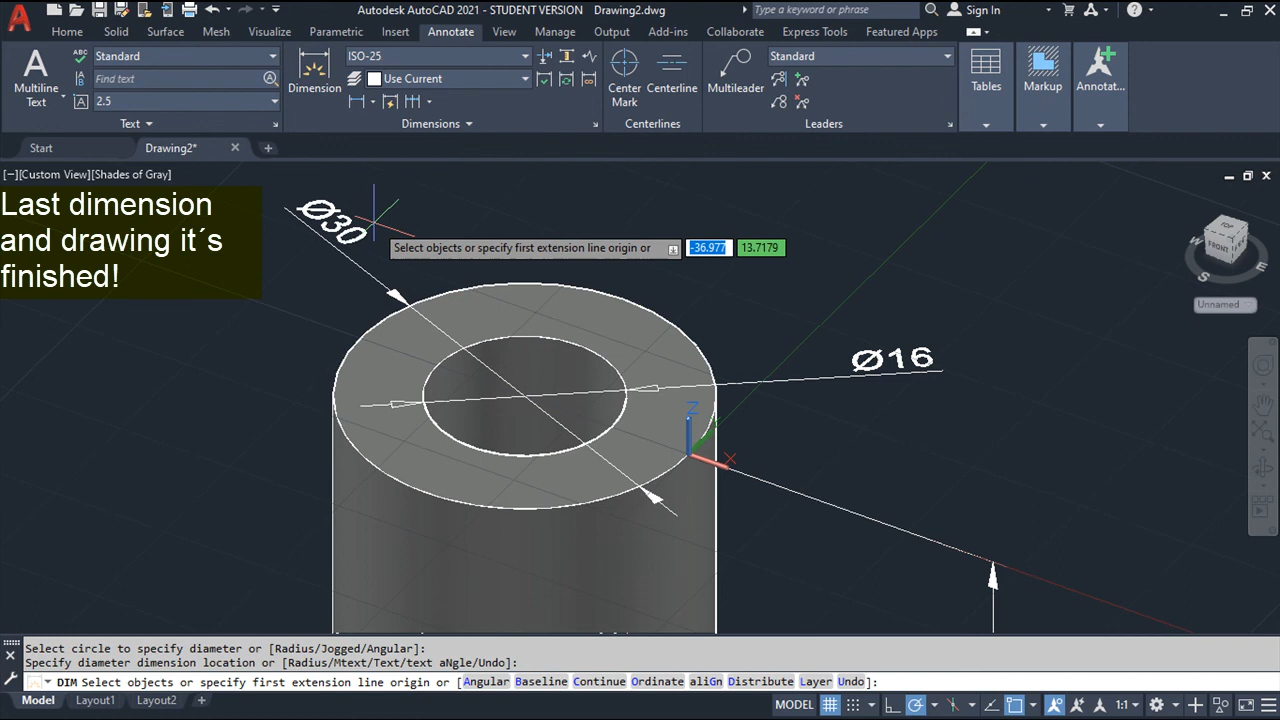 Autodesk AutoCAD 2021 - STUDENT VERSION Drawing2.dwg
Type a keyword or phrase
Sign In
Home Solid Surface Mesh Visualize Parametric Insert Annotate View Manage Output Add-ins Collaborate Express Tools Featured Apps
Multiline
Text
Standard
Find text
2.5
Text
Dimension
ISO-25
Use Current
Dimensions
Center
Mark
Centerline
Centerlines
Multileader
Standard
Leaders
Tables
Markup
Annotat...
Start
Drawing2*
[−][Custom View][Shades of Gray]
Last dimension
and drawing it´s
finished!
Ø30
Select objects or specify first extension line origin or
-36.977
13.7179
TOP
FRONT
S
E
Unnamed
Ø16
Z
X
Select circle to specify diameter or [Radius/Jogged/Angular]:
Specify diameter dimension location or [Radius/Mtext/Text/text aNgle/Undo]:
DIM Select objects or specify first extension line origin or [Angular Baseline Continue Ordinate aliGn Distribute Layer Undo]:
Model Layout1 Layout2
MODEL
1:1